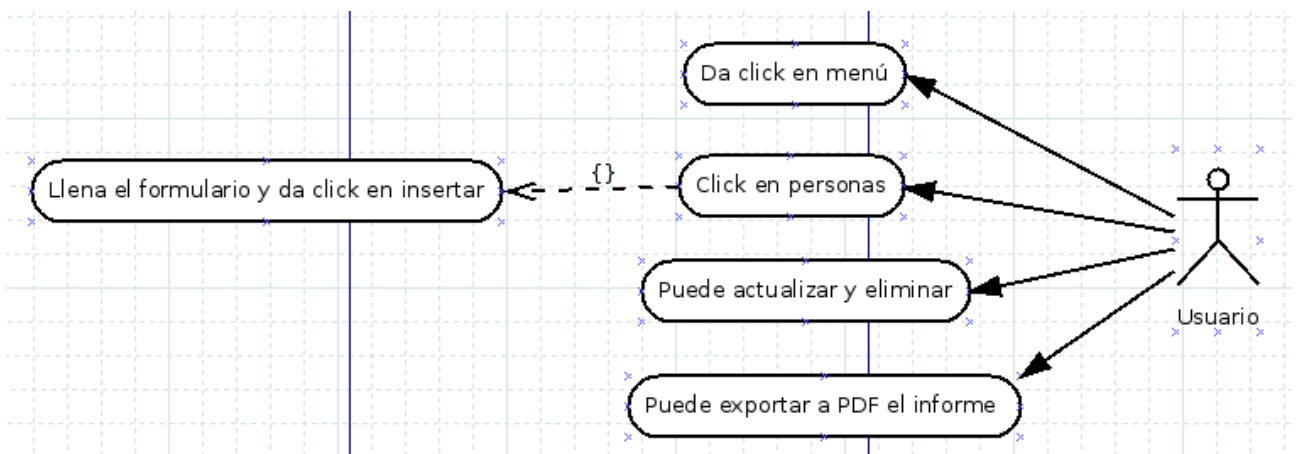 Da click en menú
{}
Llena el formulario y da click en insertar
Click en personas
Puede actualizar y eliminar
Usuario
Puede exportar a PDF el informe